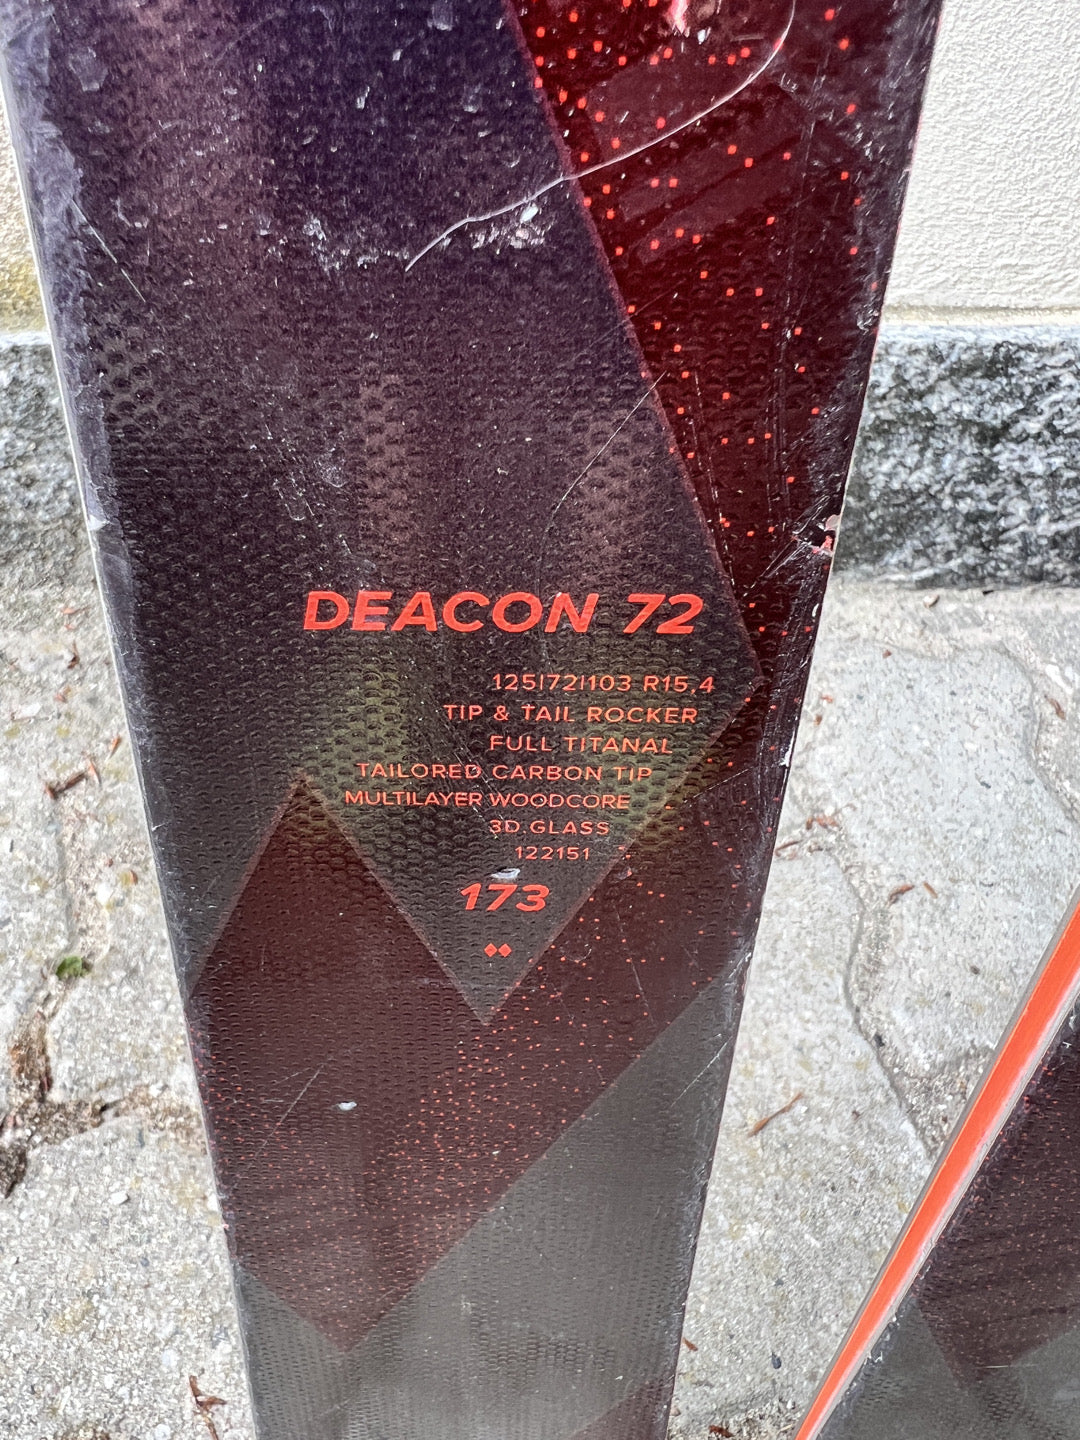 DEACON 72
125|72|103 R15,4
TIP & TAIL ROCKER
FULL TITANAL
TAILORED CARBON TIP
MULTILAYER WOODCORE
3D GLASS
122151
173